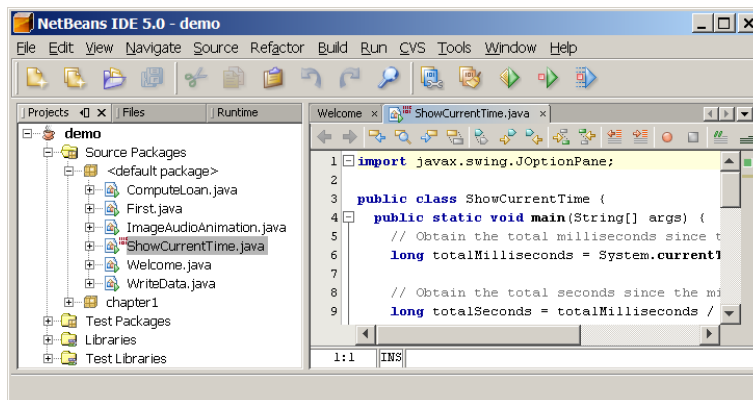 NetBeans IDE 5.0 - demo
File Edit View Navigate Source Refactor Build Run CVS Tools Window Help
Projects Files Runtime
demo
Source Packages
<default package>
ComputeLoan.java
First.java
ImageAudioAnimation.java
ShowCurrentTime.java
Welcome.java
WriteData.java
chapter1
Test Packages
Libraries
Test Libraries
Welcome x ShowCurrentTime.java x
1 import javax.swing.JOptionPane;
2
3 public class ShowCurrentTime {
4 public static void main(String[] args) {
5 // Obtain the total milliseconds since
6 long totalMilliseconds = System.current
7
8 // Obtain the total seconds since the
9 long totalSeconds = totalMilliseconds /
1:1 INS